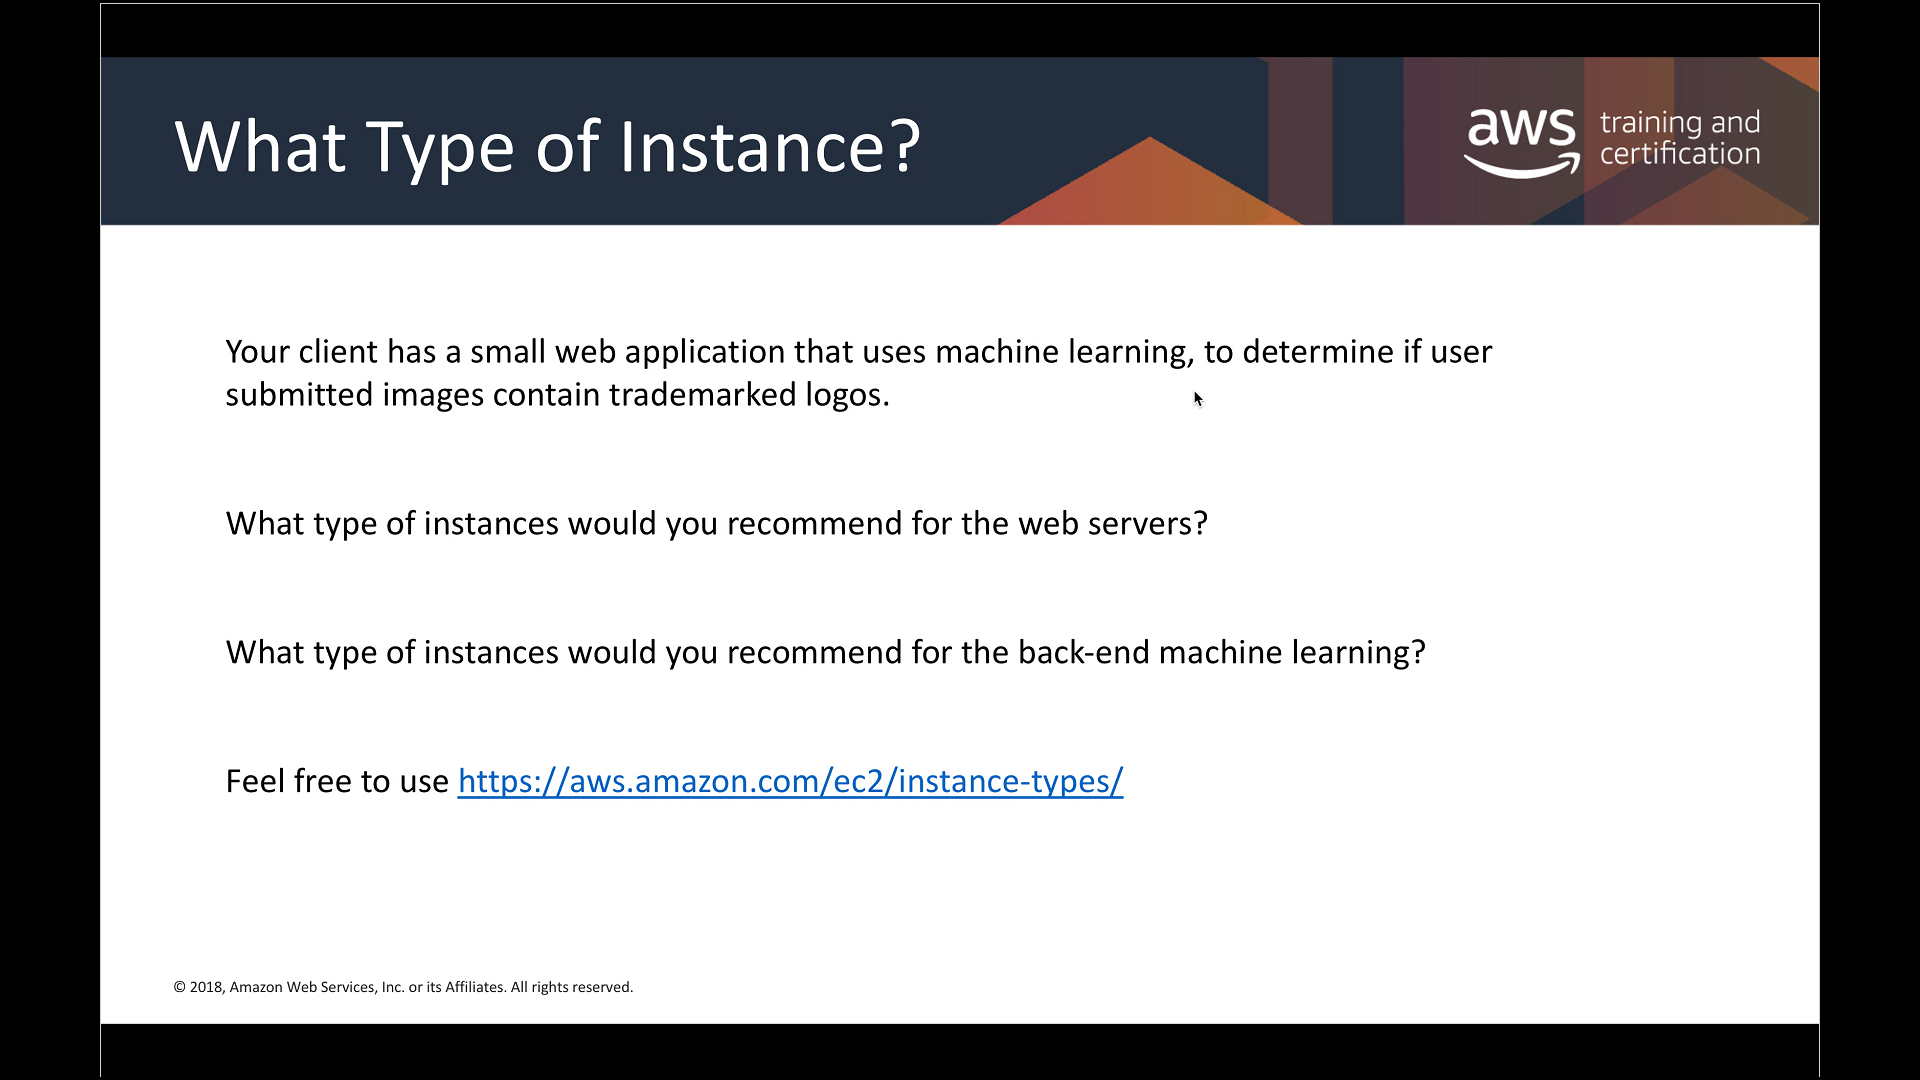 What Type of Instance?
aws training and
certification
Your client has a small web application that uses machine learning, to determine if user
submitted images contain trademarked logos.
What type of instances would you recommend for the web servers?
What type of instances would you recommend for the back-end machine learning?
Feel free to use https://aws.amazon.com/ec2/instance-types/
© 2018, Amazon Web Services, Inc. or its Affiliates. All rights reserved.